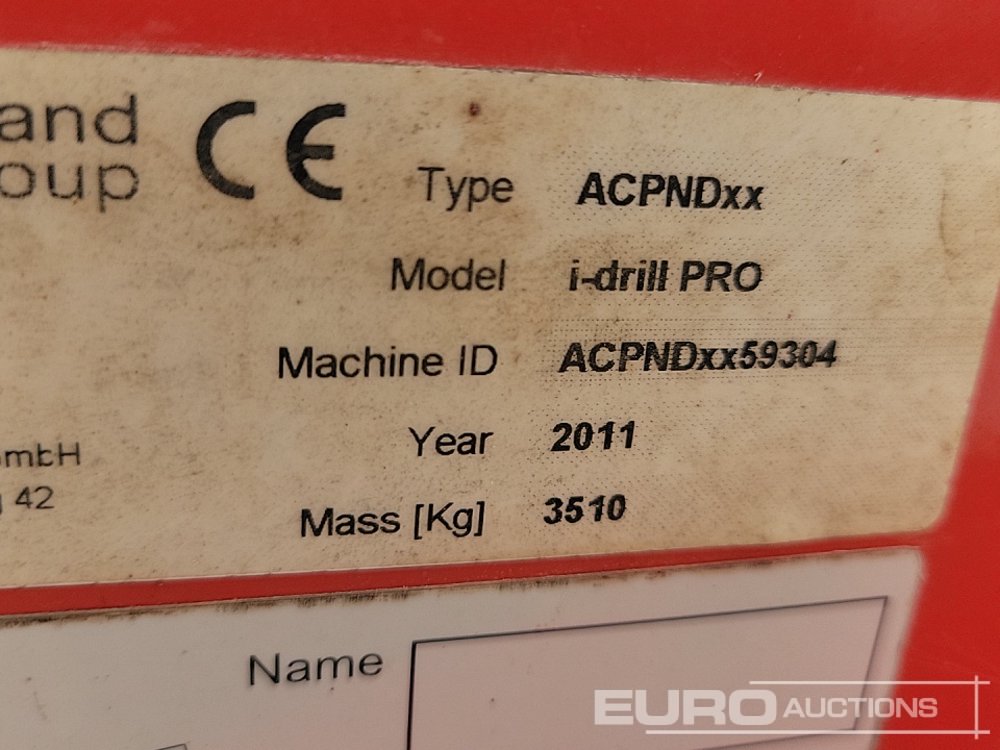 and
oup
CE
Type ACPNDxx
Model i-drill PRO
Machine ID ACPNDxx59304
Year 2011
mbH
42
Mass [Kg] 3510
Name
EURO AUCTIONS